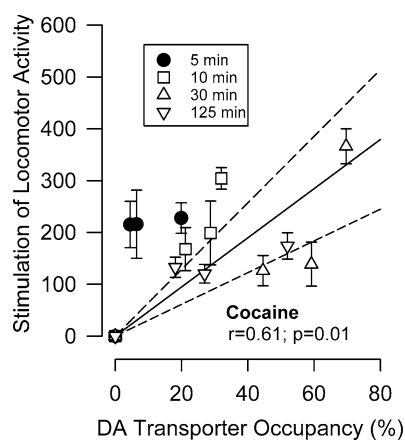 Stimulation of Locomotor Activity
600
500
400
300
200
100
0
5 min
10 min
30 min
125 min
Cocaine
r=0.61; p=0.01
0 20 40 60 80
DA Transporter Occupancy (%)